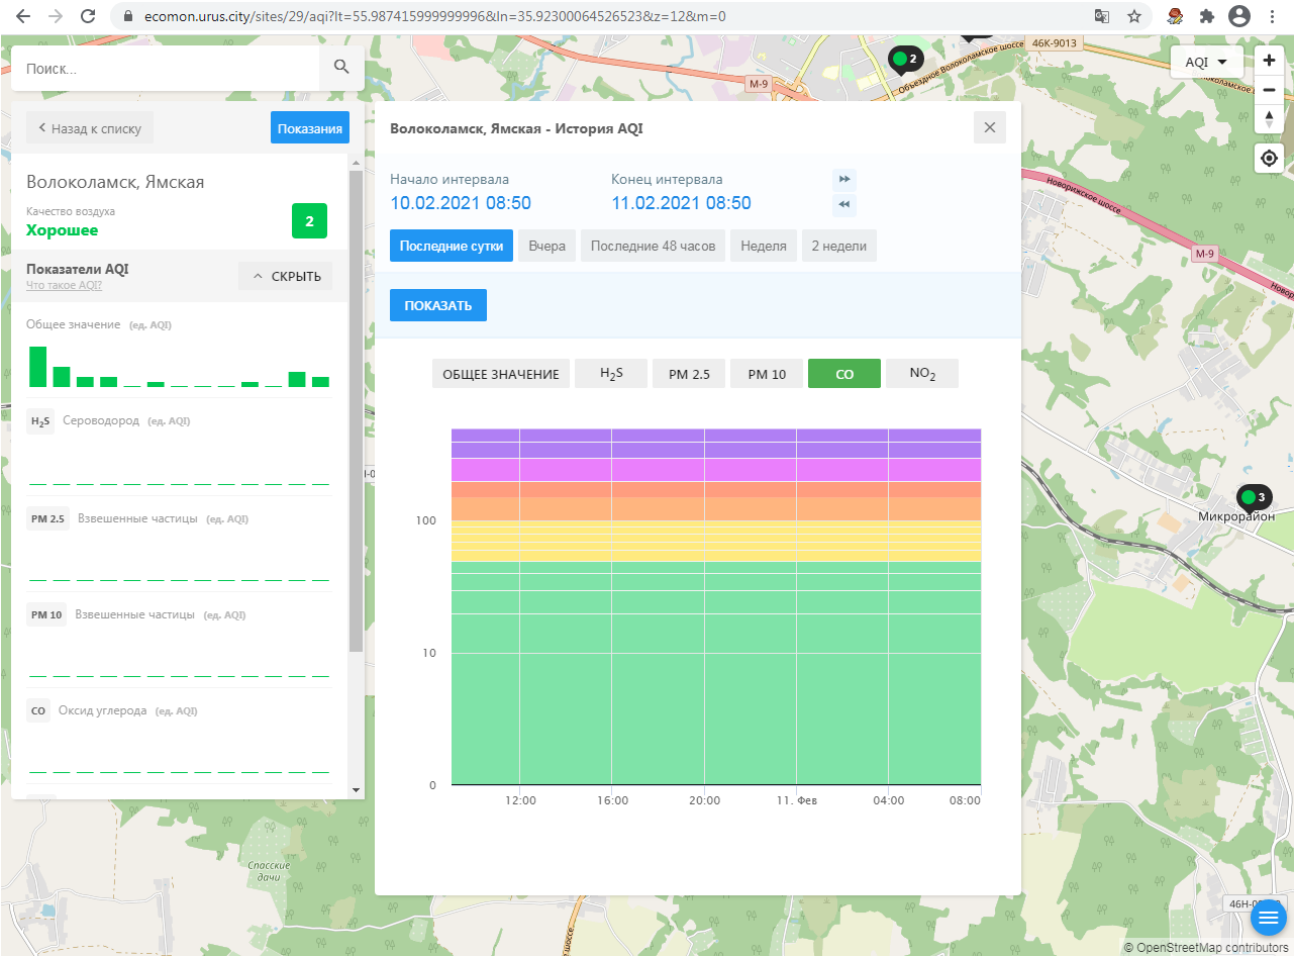 ecomon.urus.city/sites/29/aqi?lt=55.987415999999996&ln=35.92300064526523&z=12&m=0
Поиск...
46К-9013
2
Объездное Волоколамское шоссе
М-9
AQI
Назад к списку
Показания
Волоколамск, Ямская - История AQI
Волоколамск, Ямская
Качество воздуха
Хорошее
2
Начало интервала
Конец интервала
10.02.2021 08:50
11.02.2021 08:50
Последние сутки
Вчера
Последние 48 часов
Неделя
2 недели
Новорижское шоссе
М-9
Показатели AQI
Что такое AQI?
СКРЫТЬ
ПОКАЗАТЬ
Общее значение (ед. AQI)
ОБЩЕЕ ЗНАЧЕНИЕ
H2S
PM 2.5
PM 10
CO
NO2
H2S Сероводород (ед. AQI)
PM 2.5 Взвешенные частицы (ед. AQI)
PM 10 Взвешенные частицы (ед. AQI)
CO Оксид углерода (ед. AQI)
100
10
0
12:00
16:00
20:00
11. Фев
04:00
08:00
3
Микрорайон
Спасские
дачи
шоссе
© OpenStreetMap contributors